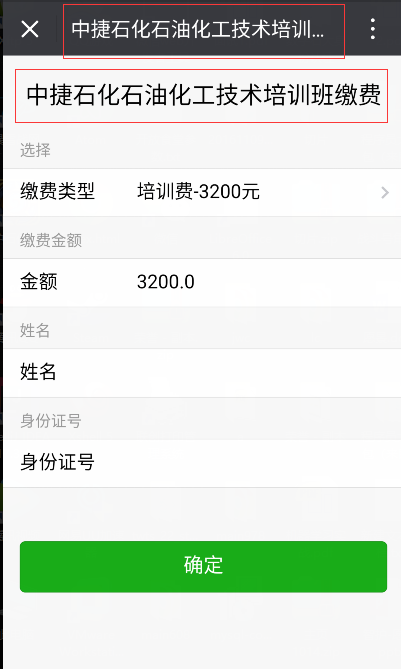 中捷石化石油化工技术培训...
中捷石化石油化工技术培训班缴费
选择
缴费类型 培训费-3200元
缴费金额
金额 3200.0
姓名
姓名
身份证号
身份证号
确定